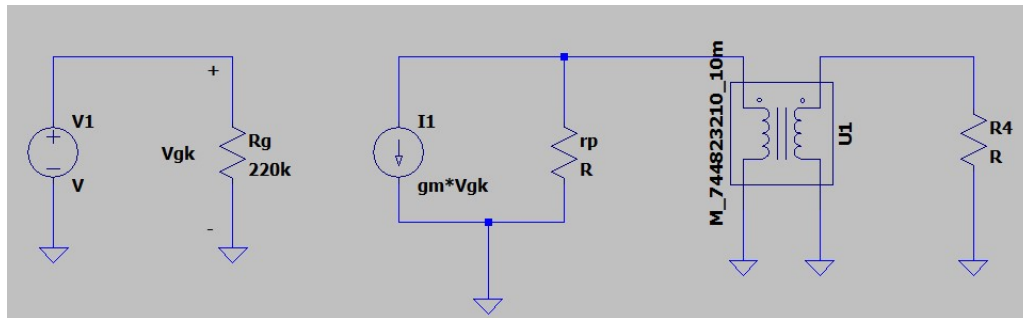 V1
V
+
Vgk
-
Rg
220k
I1
gm*Vgk
rp
R
M_744823210_10m
U1
R4
R